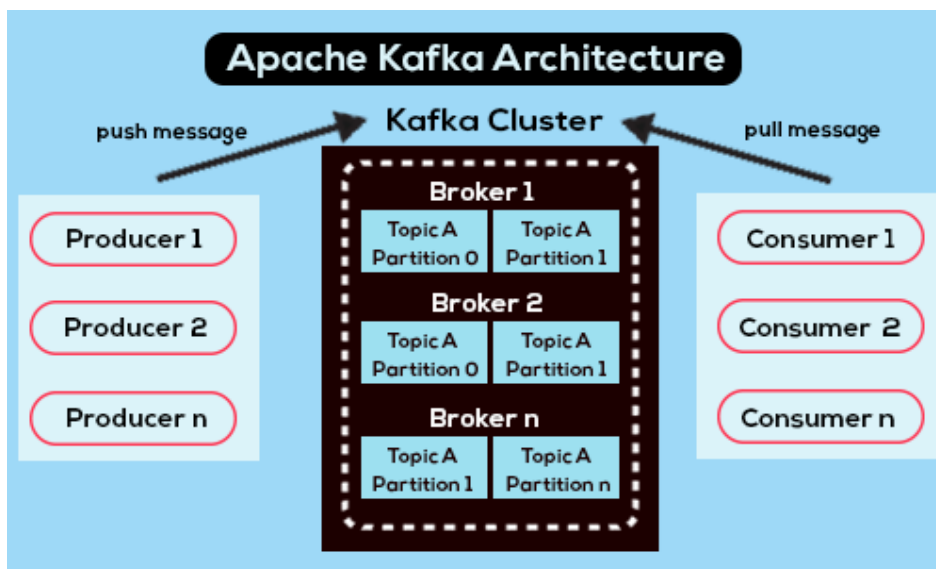 Apache Kafka Architecture
push message
Kafka Cluster
pull message
Producer 1
Producer 2
Producer n
Broker 1
Topic A
Partition 0
Topic A
Partition 1
Broker 2
Topic A
Partition 0
Topic A
Partition 1
Broker n
Topic A
Partition 1
Topic A
Partition n
Consumer 1
Consumer 2
Consumer n